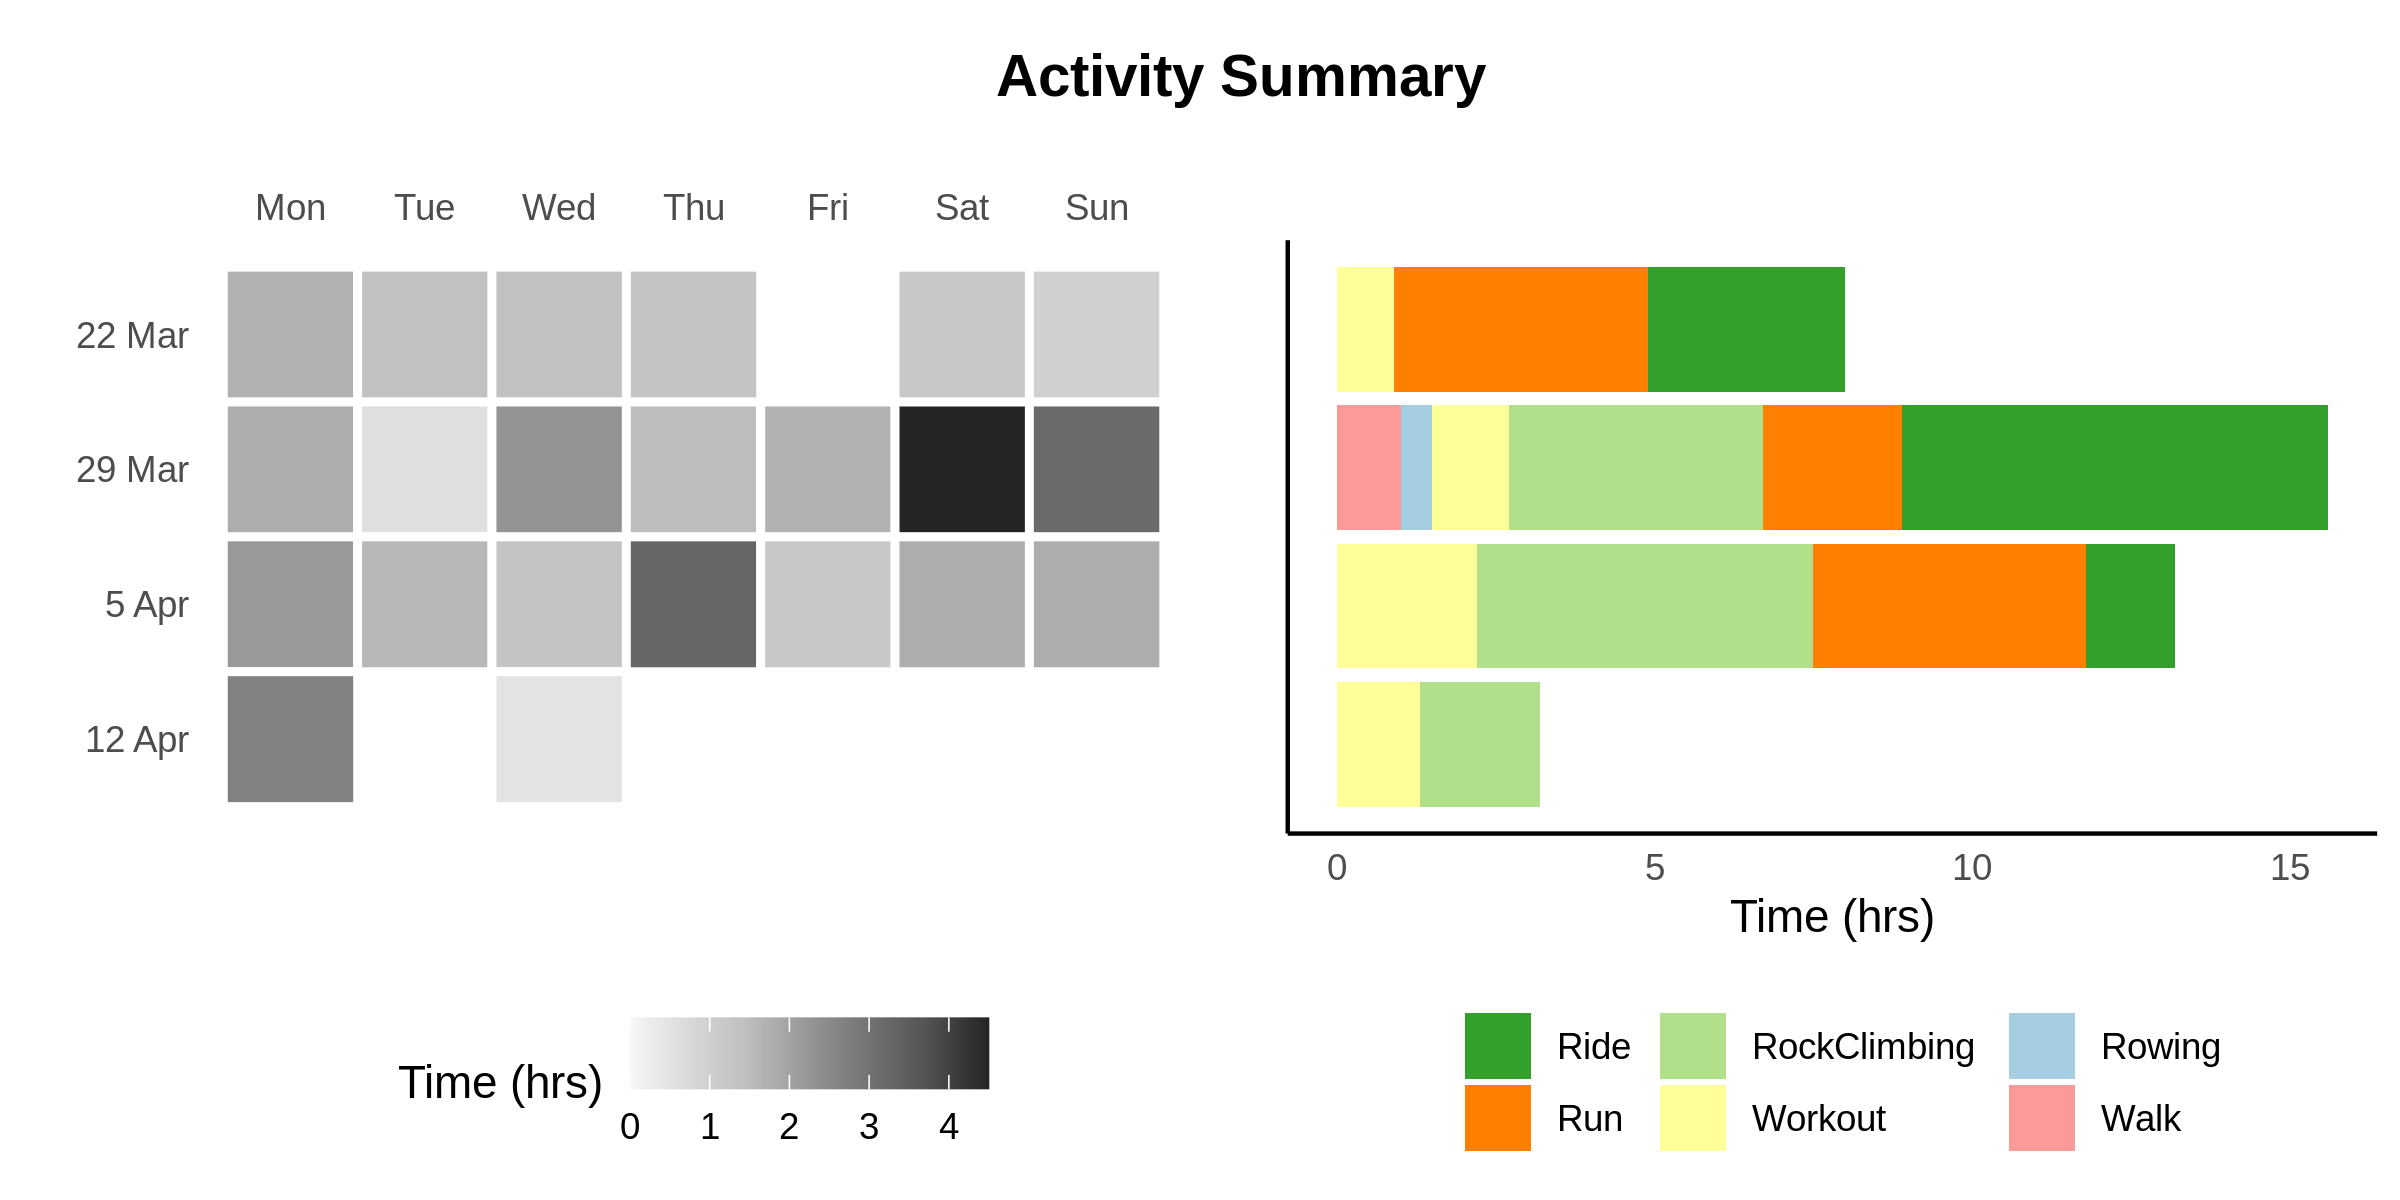 Activity Summary
Mon Tue Wed Thu Fri Sat Sun
22 Mar
29 Mar
5 Apr
12 Apr
0 5 10 15
Time (hrs)
Time (hrs)
0 1 2 3 4
Ride RockClimbing Rowing
Run Workout Walk